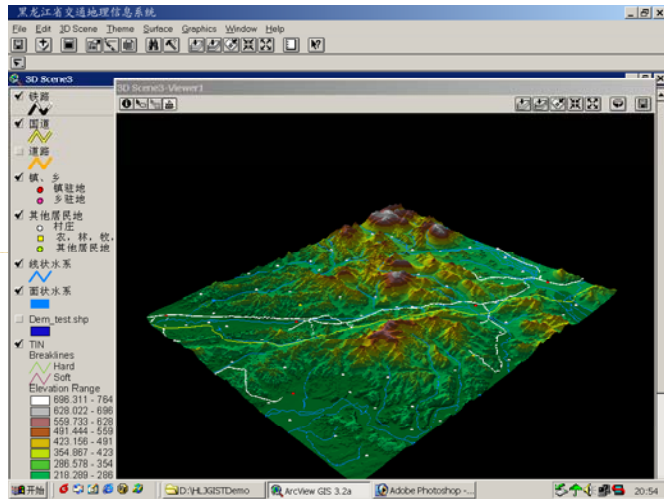 黑龙江省交通地理信息系统
File Edit 3D Scene Theme Surface Graphics Window Help
3D Scene3
3D Scene3-Viewer1
铁路
国道
道路
镇、乡
镇驻地
乡驻地
其他居民地
村庄
农，林，牧，
其他居民地
线状水系
面状水系
Dem_test.shp
TIN
Breaklines
Hard
Soft
Elevation Range
696.311 - 764
628.022 - 696
559.733 - 628
491.444 - 559
423.156 - 491
354.867 - 423
286.578 - 354
218.289 - 286
开始 D:\HLJGISTDemo ArcView GIS 3.2a Adobe Photoshop -... 20:54